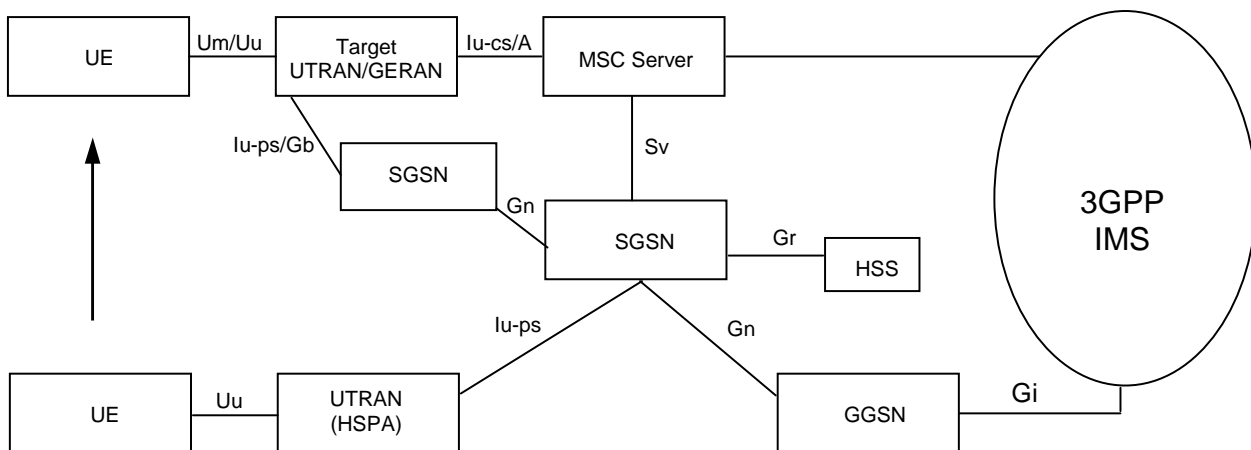 UE
Um/Uu
Target
UTRAN/GERAN
Iu-cs/A
MSC Server
Iu-ps/Gb
SGSN
Gn
Sv
SGSN
Gr
HSS
3GPP
IMS
Iu-ps
Gn
UE
Uu
UTRAN
(HSPA)
GGSN
Gi